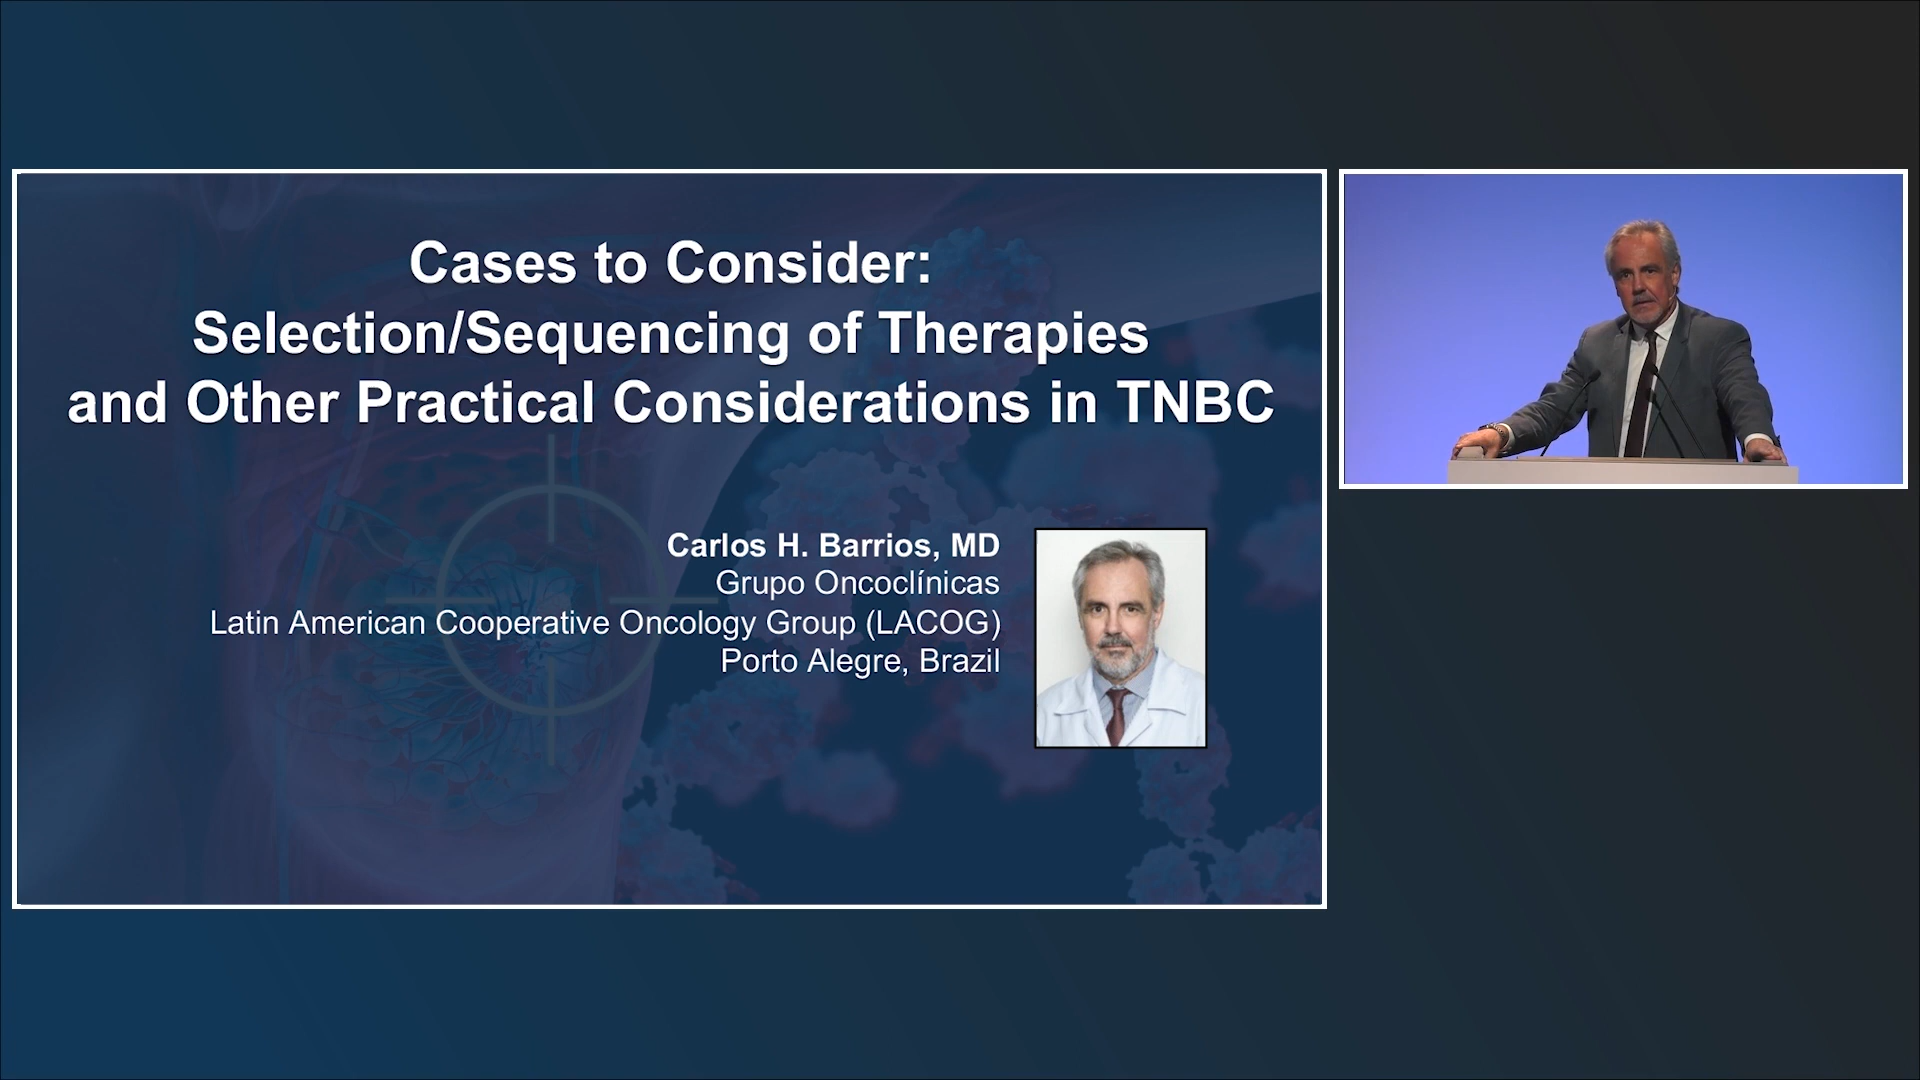 Cases to Consider:
Selection/Sequencing of Therapies
and Other Practical Considerations in TNBC
Carlos H. Barrios, MD
Grupo Oncoclínicas
Latin American Cooperative Oncology Group (LACOG)
Porto Alegre, Brazil